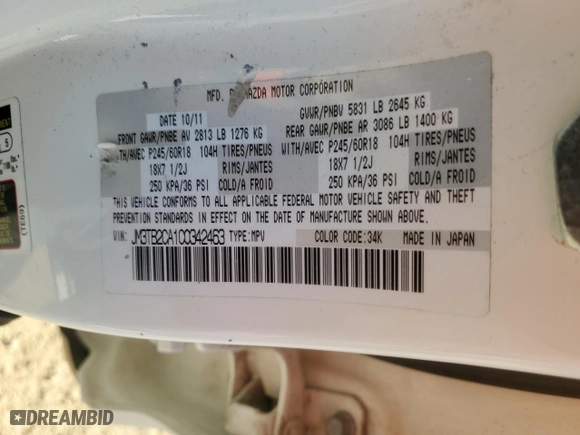 MFD. BY MAZDA MOTOR CORPORATION
DATE 10/11 GVWR/PNBV 5831 LB 2645 KG
FRONT GAWR/PNBE AV 2813 LB 1276 KG REAR GAWR/PNBE AR 3086 LB 1400 KG
WITH/AVEC P245/60R18 104H TIRES/PNEUS WITH/AVEC P245/60R18 104H TIRES/PNEUS
18X7 1/2J RIMS/JANTES 18X7 1/2J RIMS/JANTES
250 KPA/36 PSI COLD/A FROID 250 KPA/36 PSI COLD/A FROID
THIS VEHICLE CONFORMS TO ALL APPLICABLE FEDERAL MOTOR VEHICLE SAFETY AND THEFT
PREVENTION STANDARDS IN EFFECT ON THE DATE OF MANUFACTURE SHOWN ABOVE.
VIN: JM3TB2CA1C0342463 TYPE:MPV COLOR CODE:34K MADE IN JAPAN
(TE69)
DREAMBID